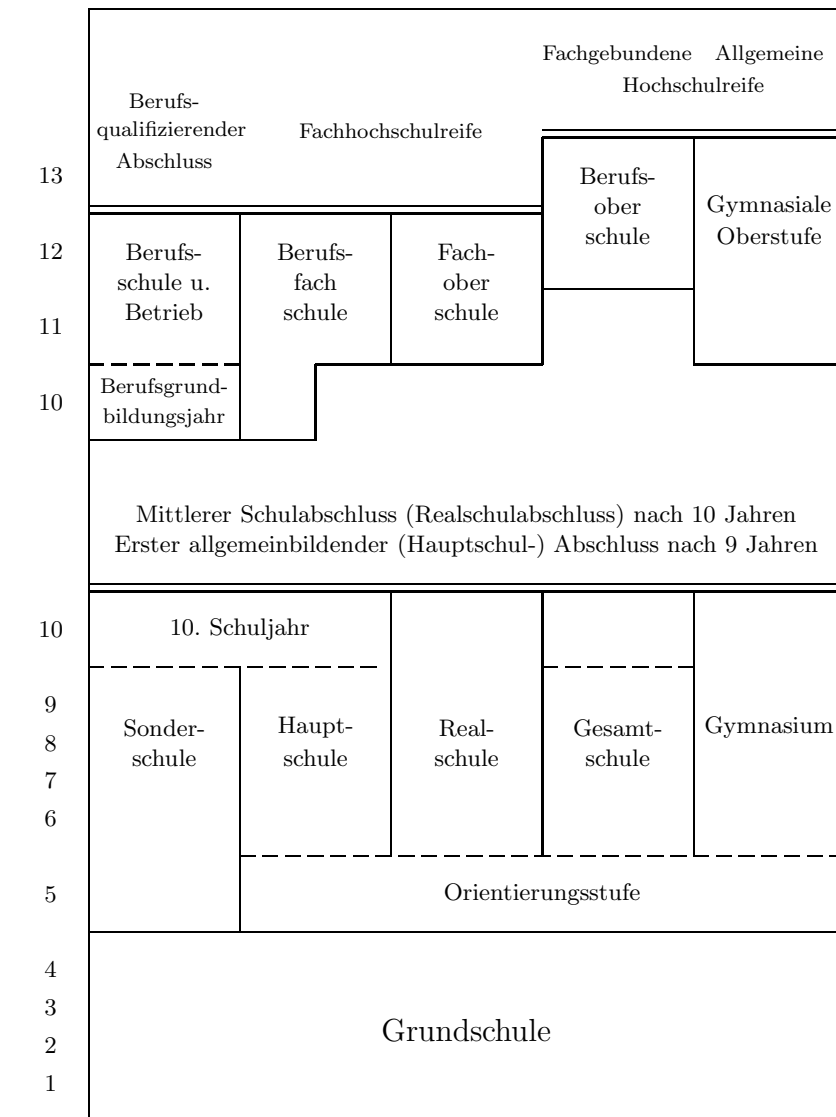 Fachgebundene Allgemeine
Hochschulreife
Berufs-
qualifizierender
Abschluss
Fachhochschulreife
13
Berufs-
ober
schule
Gymnasiale
Oberstufe
12
Berufs-
schule u.
Betrieb
Berufs-
fach
schule
Fach-
ober
schule
11
10
Berufsgrund-
bildungsjahr
Mittlerer Schulabschluss (Realschulabschluss) nach 10 Jahren
Erster allgemeinbildender (Hauptschul-) Abschluss nach 9 Jahren
10
10. Schuljahr
9
8
7
6
Sonder-
schule
Haupt-
schule
Real-
schule
Gesamt-
schule
Gymnasium
5
Orientierungsstufe
4
3
2
1
Grundschule